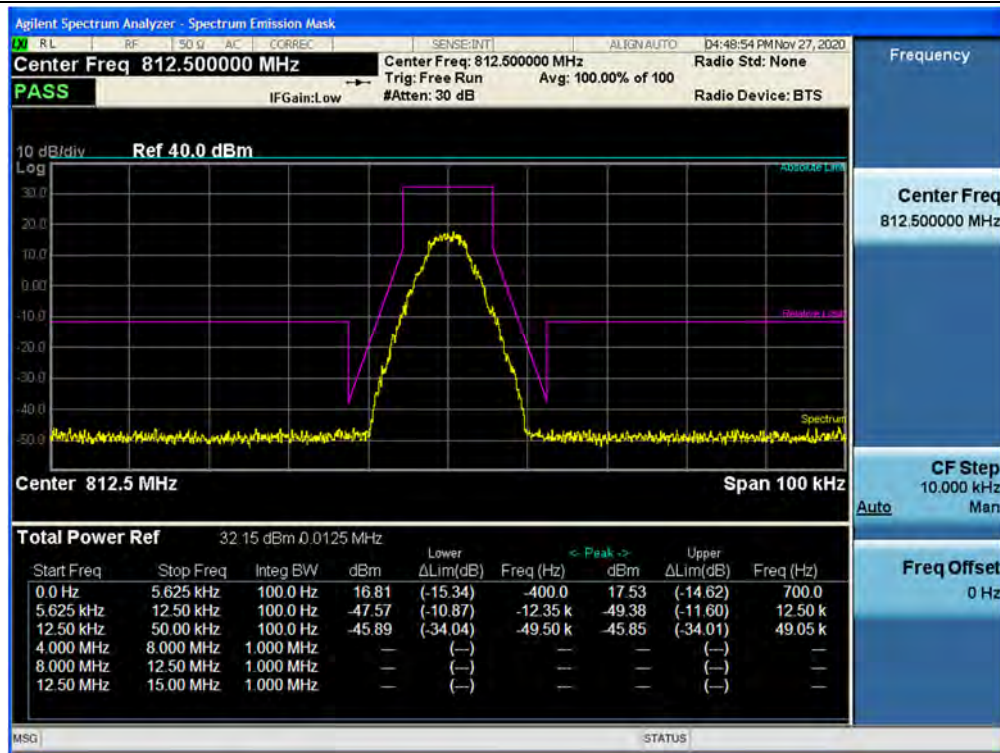 Agilent Spectrum Analyzer - Spectrum Emission Mask
LXI RL RF 50 Ω AC CORREC SENSE:INT ALIGN AUTO 04:48:54 PM Nov 27, 2020
Center Freq 812.500000 MHz
Center Freq: 812.500000 MHz
Radio Std: None
Trig: Free Run Avg: 100.00% of 100
PASS
IFGain:Low
#Atten: 30 dB
Radio Device: BTS
10 dB/div Ref 40.0 dBm
Log
Absolute Limit
30.0
20.0
10.0
0.00
-10.0
Relative Limit
-20.0
-30.0
-40.0
Spectrum
-50.0
Center 812.5 MHz Span 100 kHz
Total Power Ref 32.15 dBm / 0.0125 MHz
Lower <- Peak -> Upper
Start Freq Stop Freq Integ BW dBm ΔLim(dB) Freq (Hz) dBm ΔLim(dB) Freq (Hz)
0.0 Hz 5.625 kHz 100.0 Hz 16.81 (-15.34) -400.0 17.53 (-14.62) 700.0
5.625 kHz 12.50 kHz 100.0 Hz -47.57 (-10.87) -12.35 k -49.38 (-11.60) 12.50 k
12.50 kHz 50.00 kHz 100.0 Hz -45.89 (-34.04) -49.50 k -45.85 (-34.01) 49.05 k
4.000 MHz 8.000 MHz 1.000 MHz — (—) — — (—) —
8.000 MHz 12.50 MHz 1.000 MHz — (—) — — (—) —
12.50 MHz 15.00 MHz 1.000 MHz — (—) — — (—) —
MSG STATUS
Frequency
Center Freq
812.500000 MHz
CF Step
10.000 kHz
Auto Man
Freq Offset
0 Hz